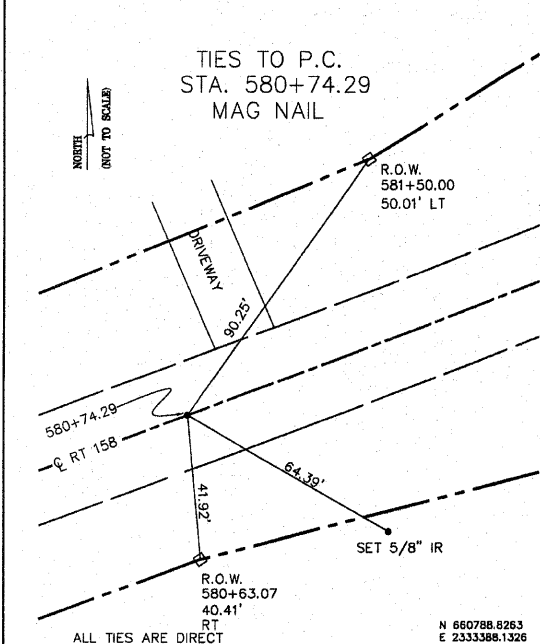 TIES TO P.C.
STA. 580+74.29
MAG NAIL
NORTH
(NOT TO SCALE)
R.O.W.
581+50.00
50.01' LT
DRIVEWAY
90.25'
580+74.29
℄ RT 158
64.39'
41.92'
SET 5/8" IR
R.O.W.
580+63.07
40.41'
RT
ALL TIES ARE DIRECT
N 660788.8263
E 2333388.1326